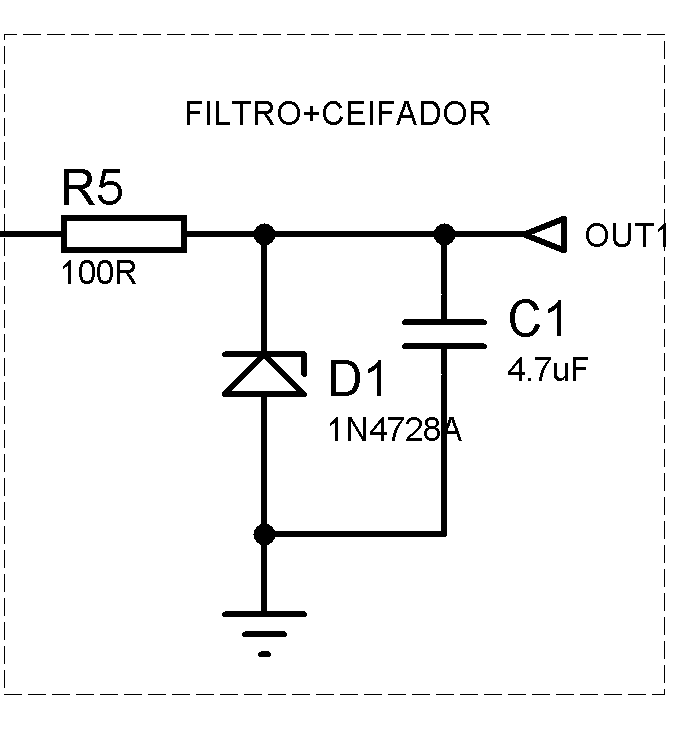 FILTRO+CEIFADOR
R5
100R
OUT1
C1
4.7uF
D1
1N4728A